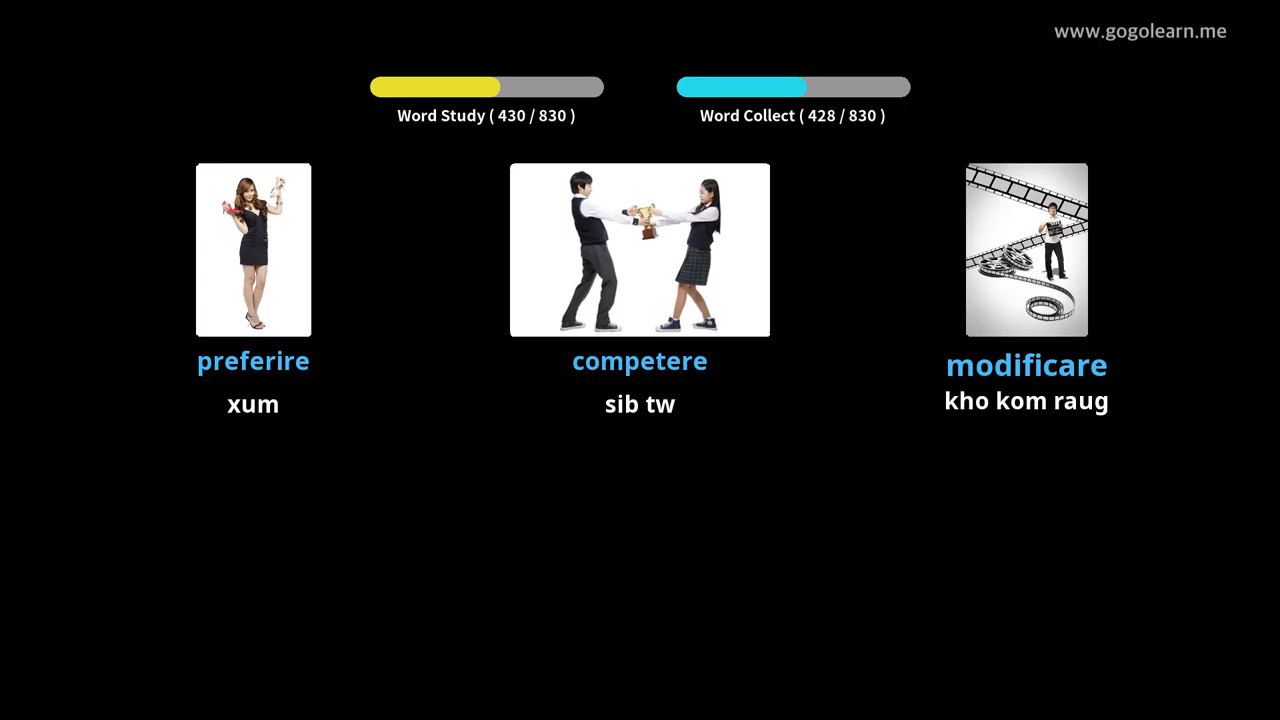 www.gogolearn.me
Word Study ( 430 / 830 )
Word Collect ( 428 / 830 )
preferire
competere
modificare
xum
sib tw
kho kom raug